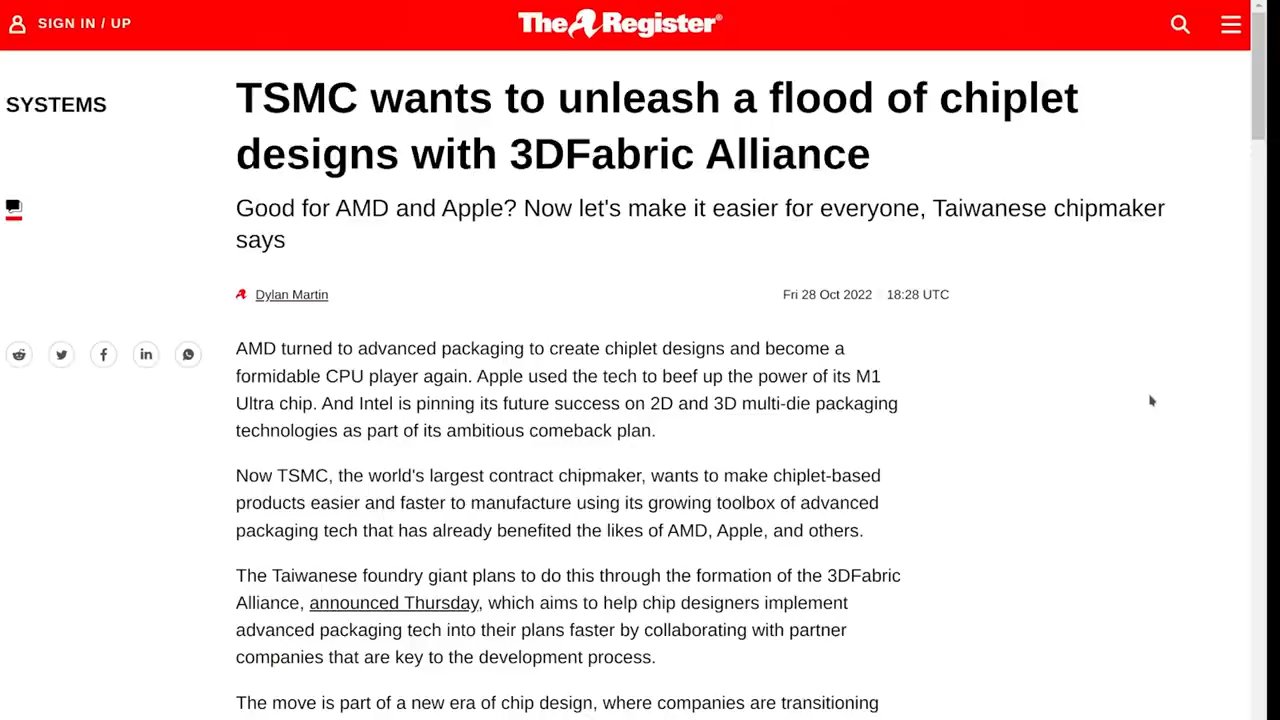 SIGN IN / UP
The Register®
SYSTEMS
TSMC wants to unleash a flood of chiplet
designs with 3DFabric Alliance
Good for AMD and Apple? Now let's make it easier for everyone, Taiwanese chipmaker
says
Dylan Martin
Fri 28 Oct 2022 18:28 UTC
AMD turned to advanced packaging to create chiplet designs and become a
formidable CPU player again. Apple used the tech to beef up the power of its M1
Ultra chip. And Intel is pinning its future success on 2D and 3D multi-die packaging
technologies as part of its ambitious comeback plan.
Now TSMC, the world's largest contract chipmaker, wants to make chiplet-based
products easier and faster to manufacture using its growing toolbox of advanced
packaging tech that has already benefited the likes of AMD, Apple, and others.
The Taiwanese foundry giant plans to do this through the formation of the 3DFabric
Alliance, announced Thursday, which aims to help chip designers implement
advanced packaging tech into their plans faster by collaborating with partner
companies that are key to the development process.
The move is part of a new era of chip design, where companies are transitioning